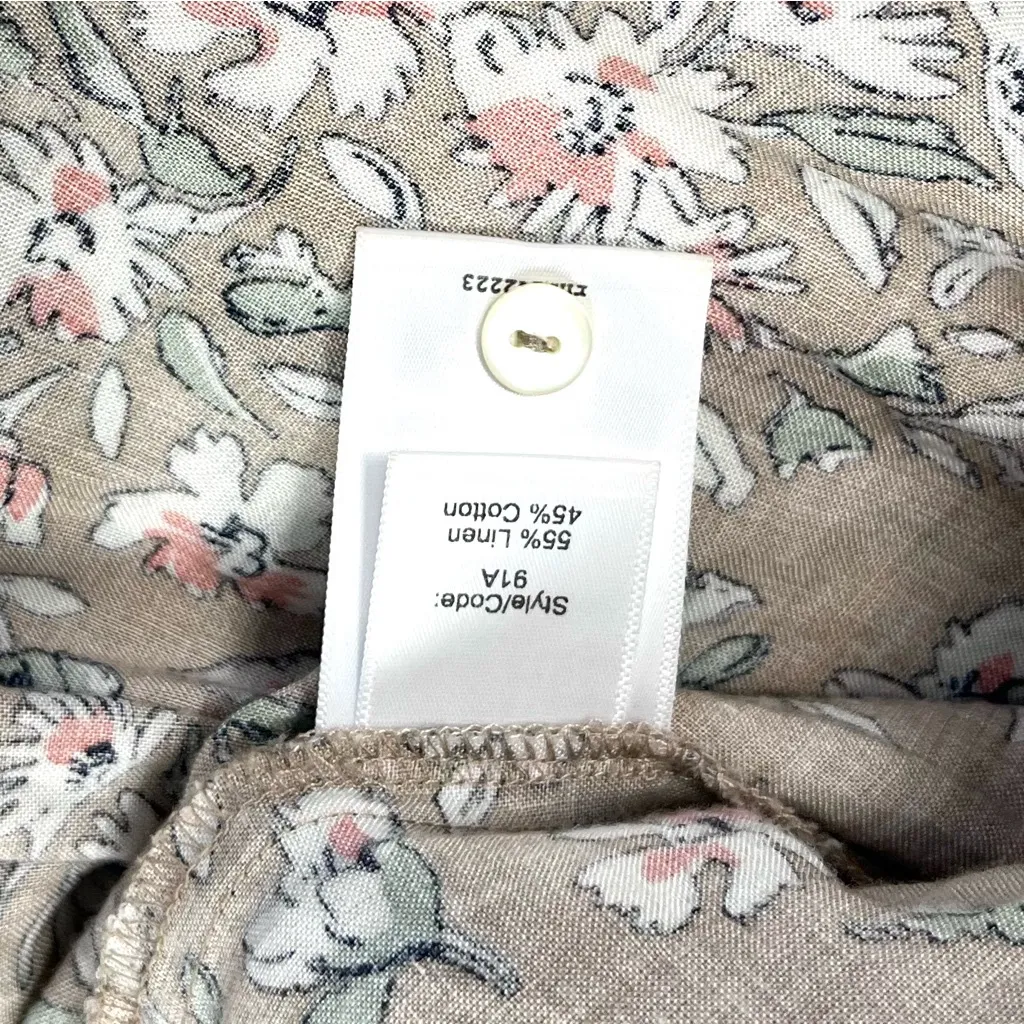 Style/Code:
91A
55% Linen
45% Cotton